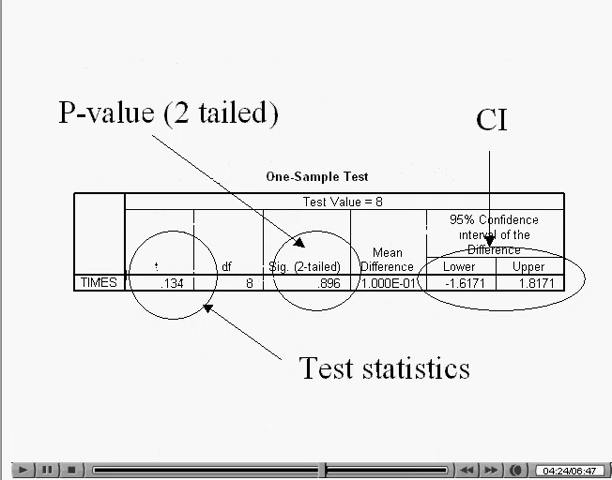 P-value (2 tailed)
CI
One-Sample Test
Test Value = 8
95% Confidence
Interval of the
Mean Difference
t df Sig. (2-tailed) Difference Lower Upper
TIMES .134 8 .896 1.000E-01 -1.6171 1.8171
Test statistics
04:24/06:47